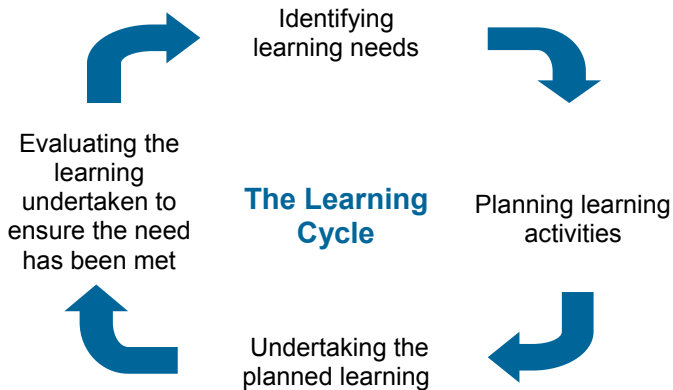 Identifying
learning needs
Evaluating the
learning
undertaken to
ensure the need
has been met
The Learning
Cycle
Planning learning
activities
Undertaking the
planned learning